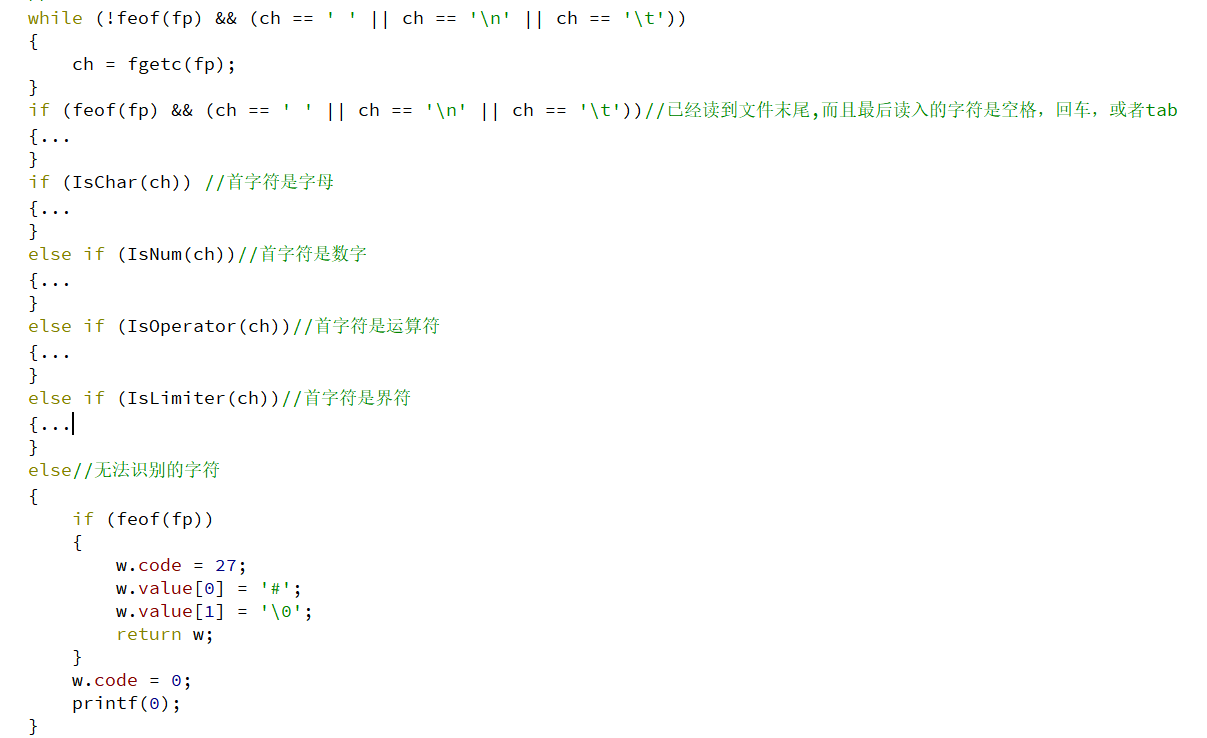 while (!feof(fp) && (ch == ' ' || ch == '\n' || ch == '\t'))
{
    ch = fgetc(fp);
}
if (feof(fp) && (ch == ' ' || ch == '\n' || ch == '\t'))//已经读到文件末尾,而且最后读入的字符是空格，回车，或者tab
{...
}
if (IsChar(ch)) //首字符是字母
{...
}
else if (IsNum(ch))//首字符是数字
{...
}
else if (IsOperator(ch))//首字符是运算符
{...
}
else if (IsLimiter(ch))//首字符是界符
{...
}
else//无法识别的字符
{
    if (feof(fp))
    {
        w.code = 27;
        w.value[0] = '#';
        w.value[1] = '\0';
        return w;
    }
    w.code = 0;
    printf(0);
}